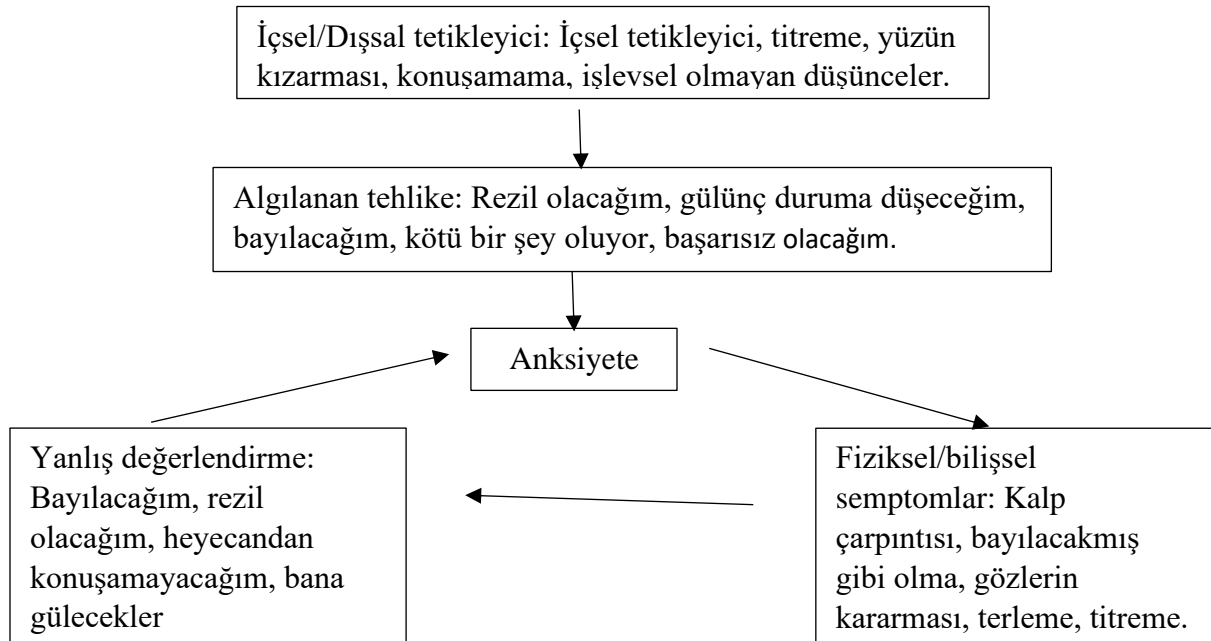 İçsel/Dışsal tetikleyici: İçsel tetikleyici, titreme, yüzün
kızarması, konuşamama, işlevsel olmayan düşünceler.
Algılanan tehlike: Rezil olacağım, gülünç duruma düşeceğim,
bayılacağım, kötü bir şey oluyor, başarısız olacağım.
Anksiyete
Yanlış değerlendirme:
Bayılacağım, rezil
olacağım, heyecandan
konuşamayacağım, bana
gülecekler
Fiziksel/bilişsel
semptomlar: Kalp
çarpıntısı, bayılacakmış
gibi olma, gözlerin
kararması, terleme, titreme.